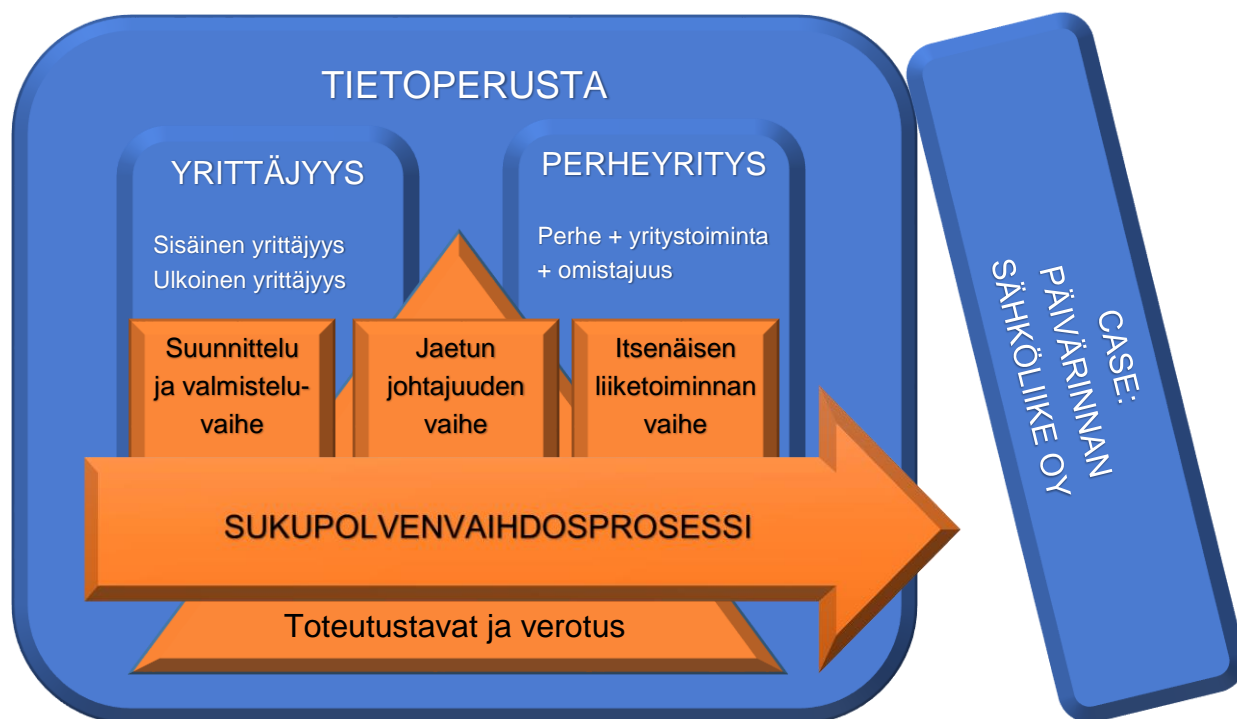 TIETOPERUSTA
YRITTÄJYYS
Sisäinen yrittäjyys
Ulkoinen yrittäjyys
PERHEYRITYS
Perhe + yritystoiminta
+ omistajuus
Suunnittelu
ja valmistelu-
vaihe
Jaetun
johtajuuden
vaihe
Itsenäisen
liiketoiminnan
vaihe
SUKUPOLVENVAIHDOSPROSESSI
Toteutustavat ja verotus
CASE:
PÄIVÄRINNAN
SÄHKÖLIIKE OY